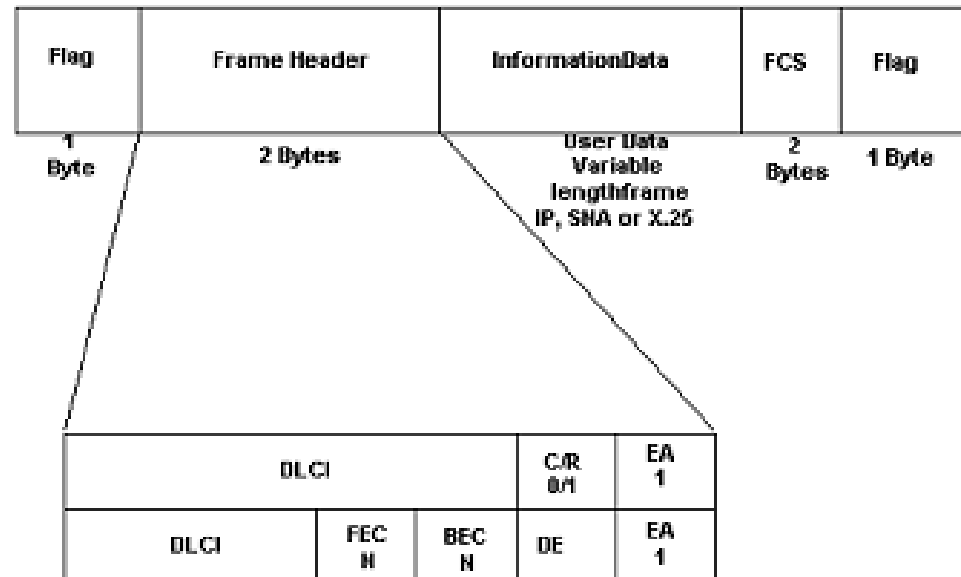 Flag Frame Header InformationData FCS Flag
1 Byte
2 Bytes
User Data
Variable
lengthframe
IP, SNA or X.25
2 Bytes
1 Byte
DLCI C/R 0/1 EA 1
DLCI FEC N BEC N DE EA 1